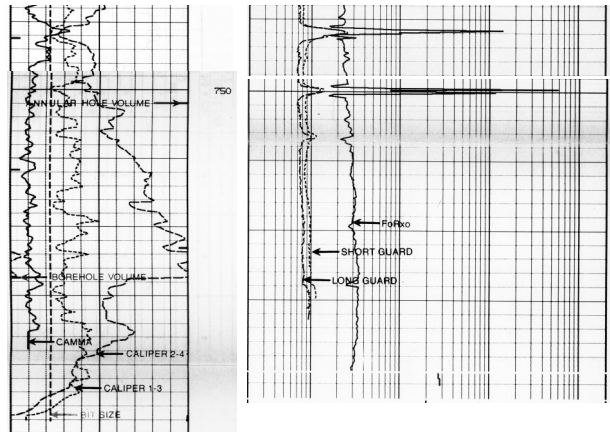 750
ANNULAR HOLE VOLUME
FoRxo
SHORT GUARD
BOREHOLE VOLUME
LONG GUARD
GAMMA
CALIPER 2-4
CALIPER 1-3
BIT SIZE